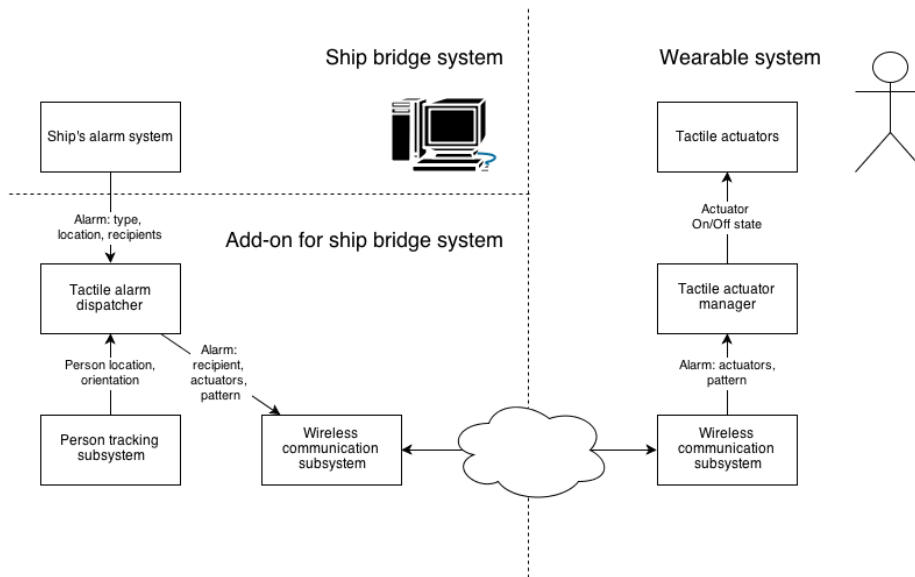 Ship bridge system
Wearable system
Ship's alarm system
Tactile actuators
Alarm: type,
location, recipients
Actuator
On/Off state
Add-on for ship bridge system
Tactile alarm
dispatcher
Tactile actuator
manager
Person location,
orientation
Alarm:
recipient,
actuators,
pattern
Alarm: actuators,
pattern
Person tracking
subsystem
Wireless
communication
subsystem
Wireless
communication
subsystem